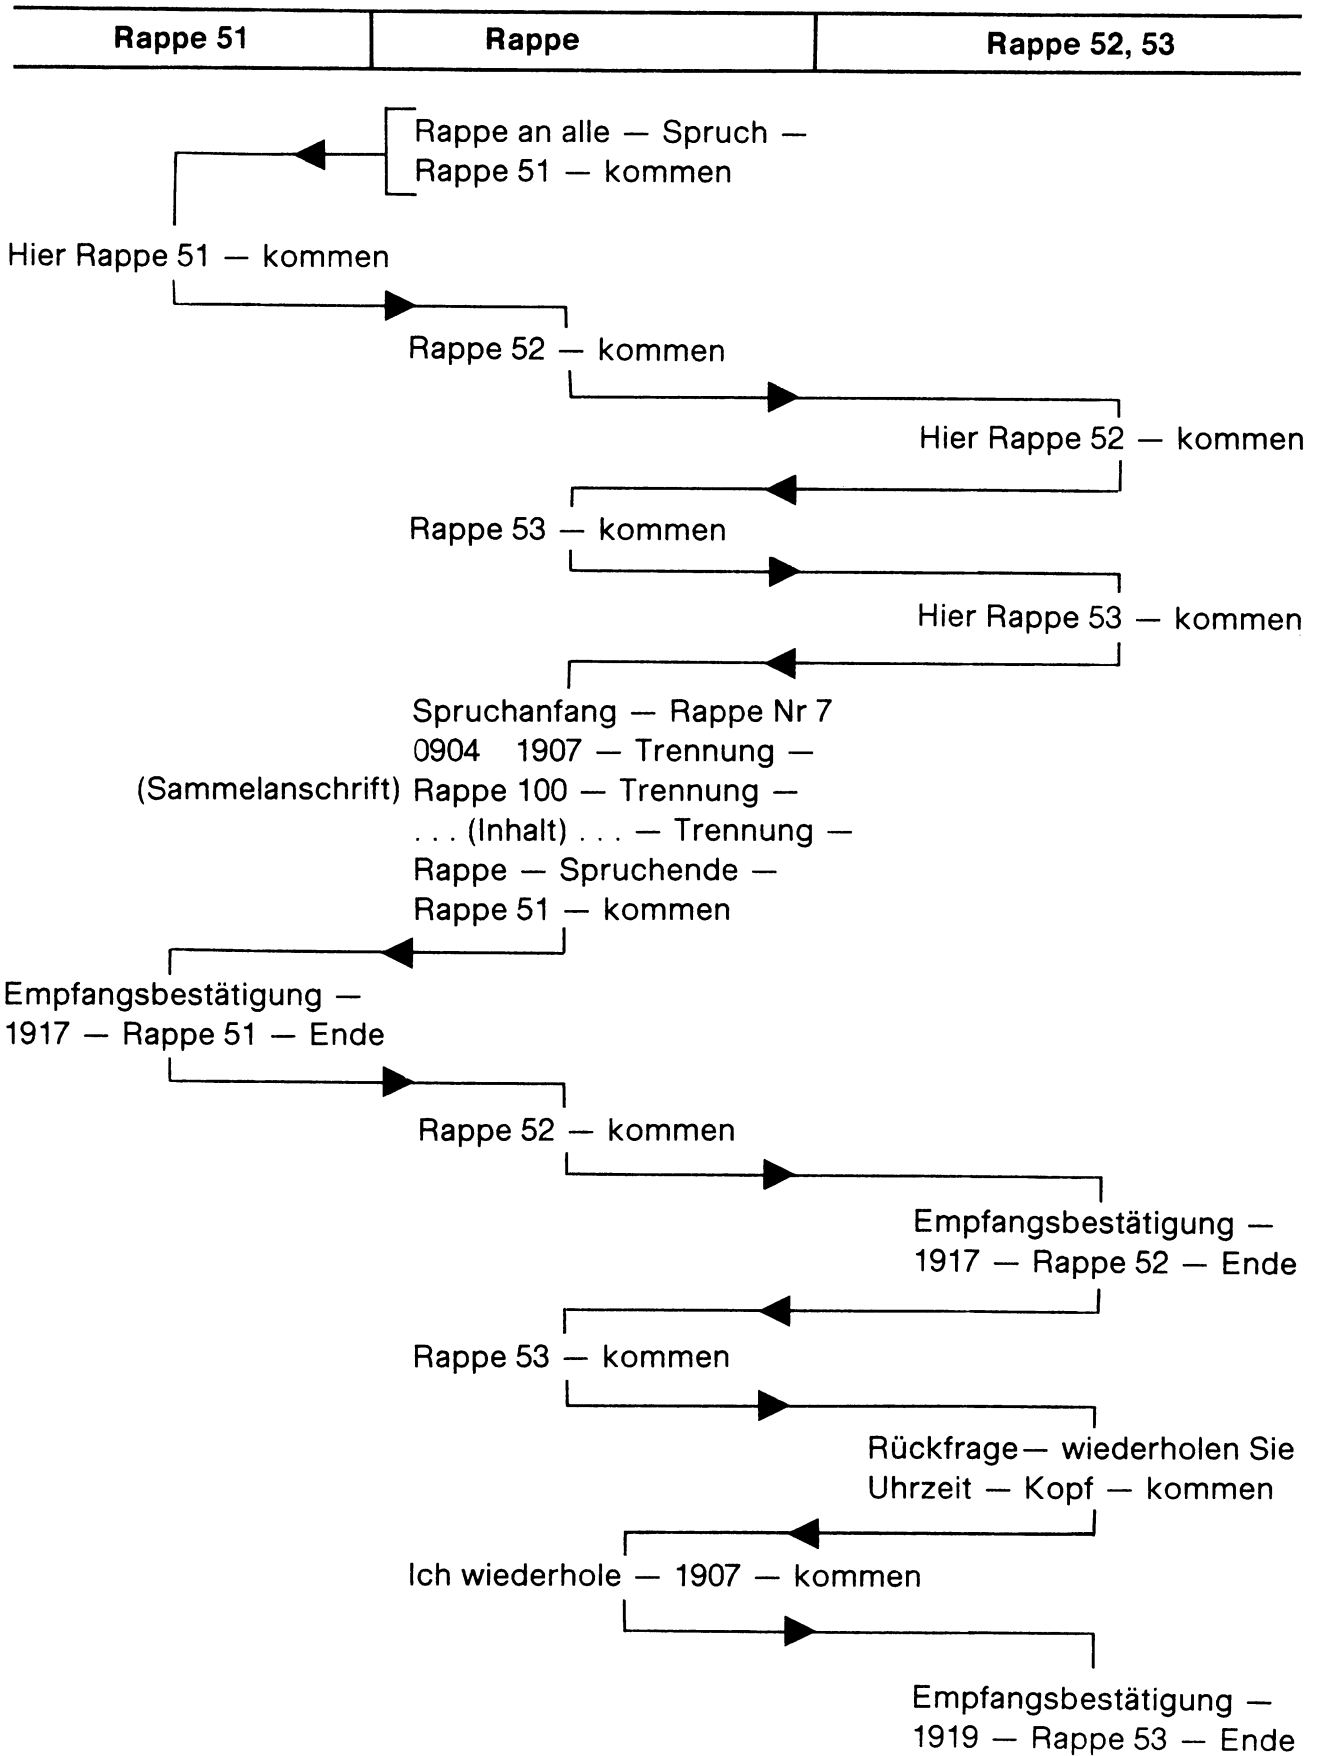 Rappe 51 Rappe Rappe 52, 53
Rappe an alle — Spruch —
Rappe 51 — kommen
Hier Rappe 51 — kommen
Rappe 52 — kommen
Hier Rappe 52 — kommen
Rappe 53 — kommen
Hier Rappe 53 — kommen
Spruchanfang — Rappe Nr 7
0904 1907 — Trennung —
(Sammelanschrift) Rappe 100 — Trennung —
. . . (Inhalt) . . . — Trennung —
Rappe — Spruchende —
Rappe 51 — kommen
Empfangsbestätigung —
1917 — Rappe 51 — Ende
Rappe 52 — kommen
Empfangsbestätigung —
1917 — Rappe 52 — Ende
Rappe 53 — kommen
Rückfrage — wiederholen Sie
Uhrzeit — Kopf — kommen
Ich wiederhole — 1907 — kommen
Empfangsbestätigung —
1919 — Rappe 53 — Ende